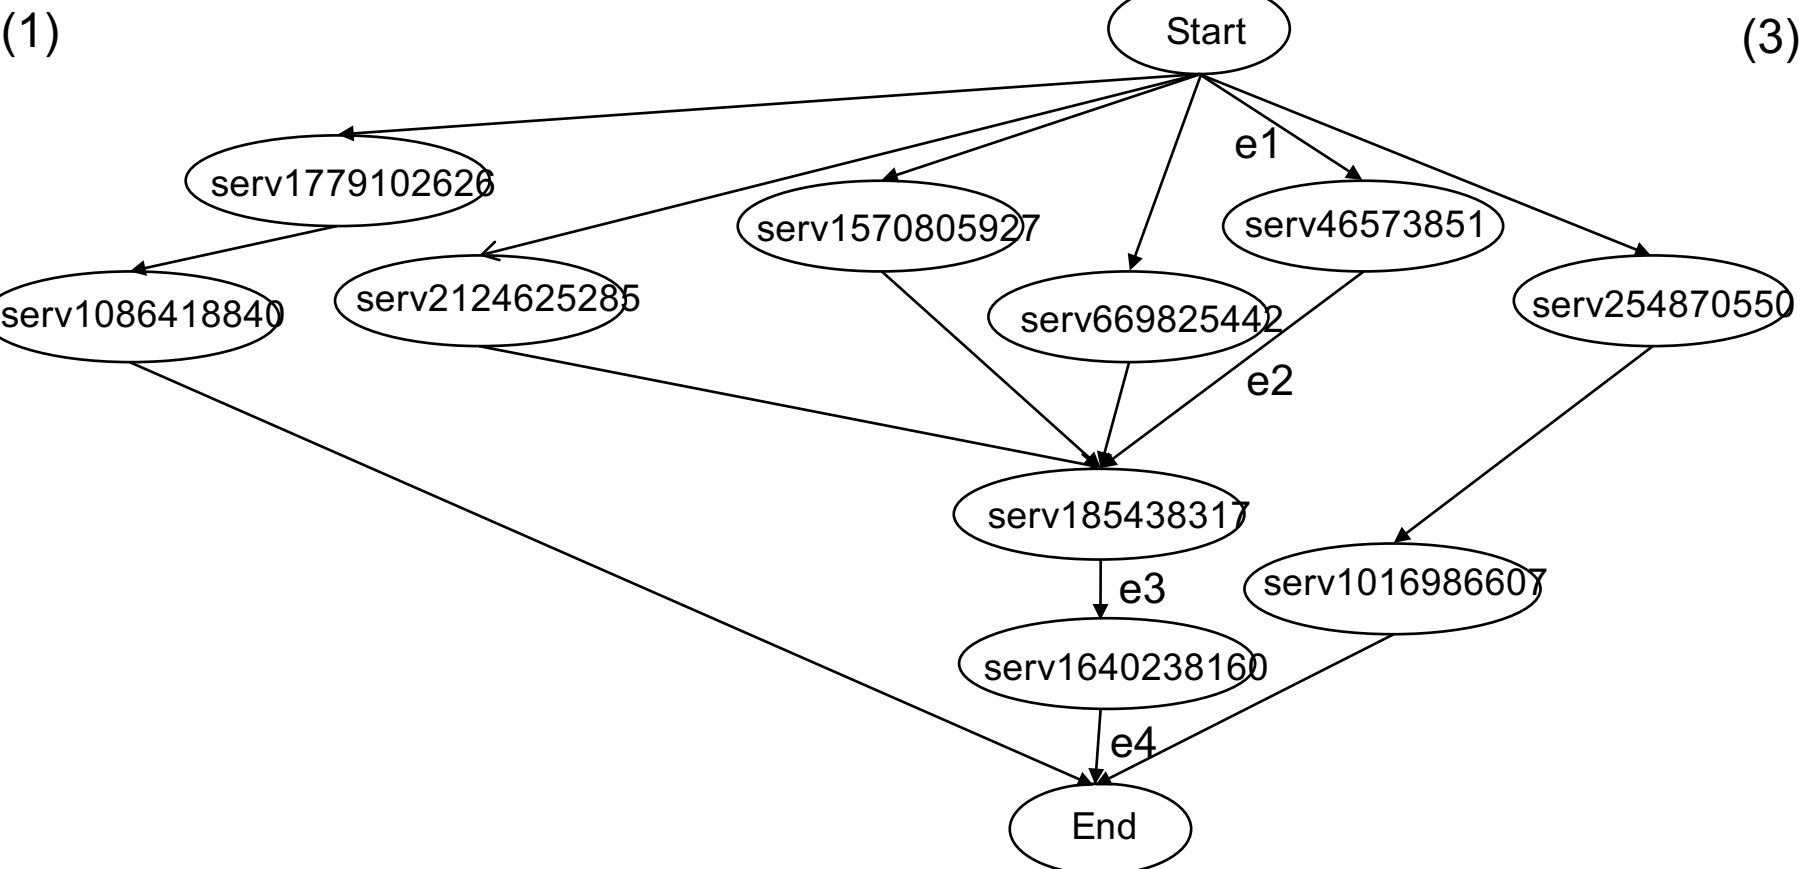 (1)
Start
(3)
e1
serv1779102626
serv1570805927
serv46573851
serv1086418840
serv2124625285
serv669825442
serv254870550
e2
serv185438317
e3
serv1016986607
serv1640238160
e4
End